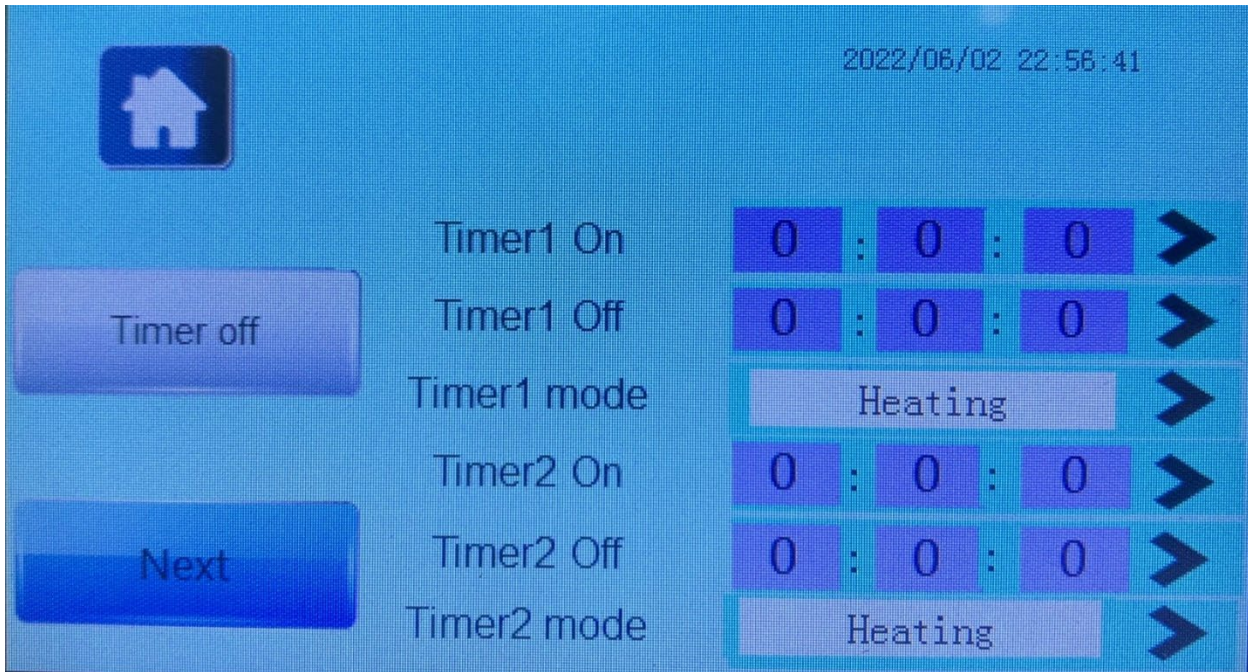 2022/06/02 22:56:41
Timer1 On 0 : 0 : 0
Timer off
Timer1 Off 0 : 0 : 0
Timer1 mode Heating
Timer2 On 0 : 0 : 0
Next
Timer2 Off 0 : 0 : 0
Timer2 mode Heating